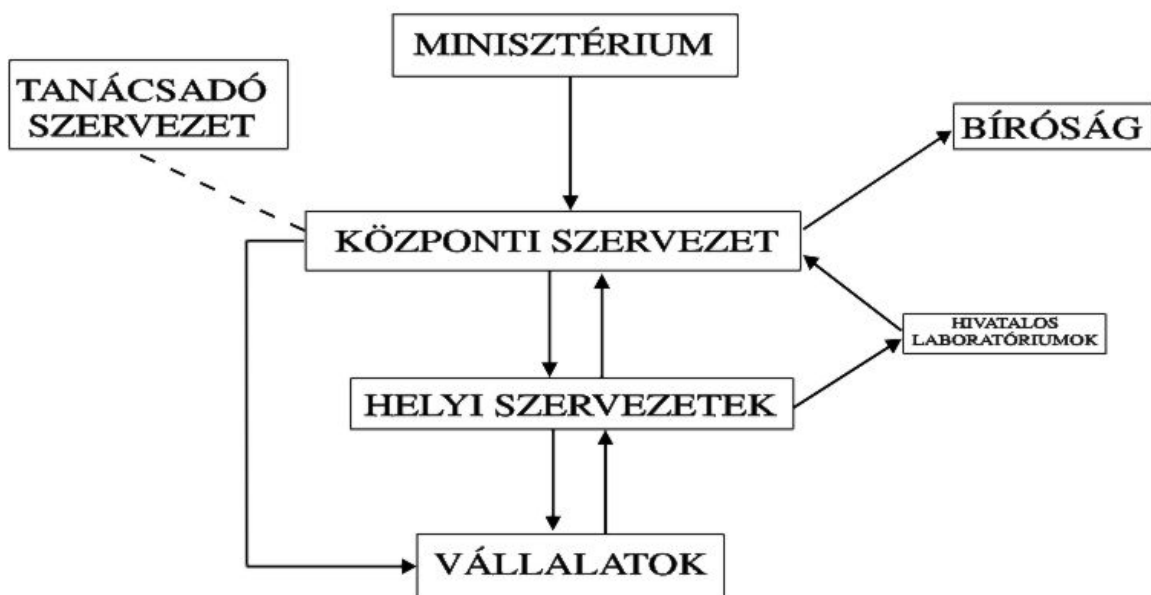 MINISZTÉRIUM
TANÁCSADÓ
SZERVEZET
BÍRÓSÁG
KÖZPONTI SZERVEZET
HIVATALOS
LABORATÓRIUMOK
HELYI SZERVEZETEK
VÁLLALATOK